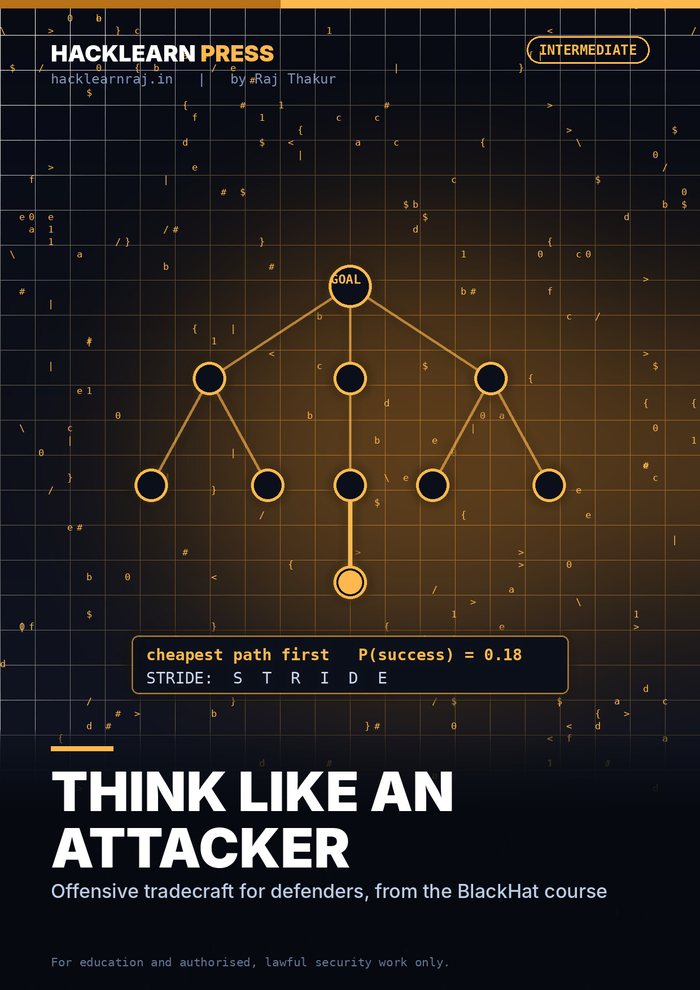 HACKLEARN PRESS
INTERMEDIATE
hacklearnraj.in | by Raj Thakur
GOAL
cheapest path first P(success) = 0.18
STRIDE: S T R I D E
THINK LIKE AN
ATTACKER
Offensive tradecraft for defenders, from the BlackHat course
For education and authorised, lawful security work only.